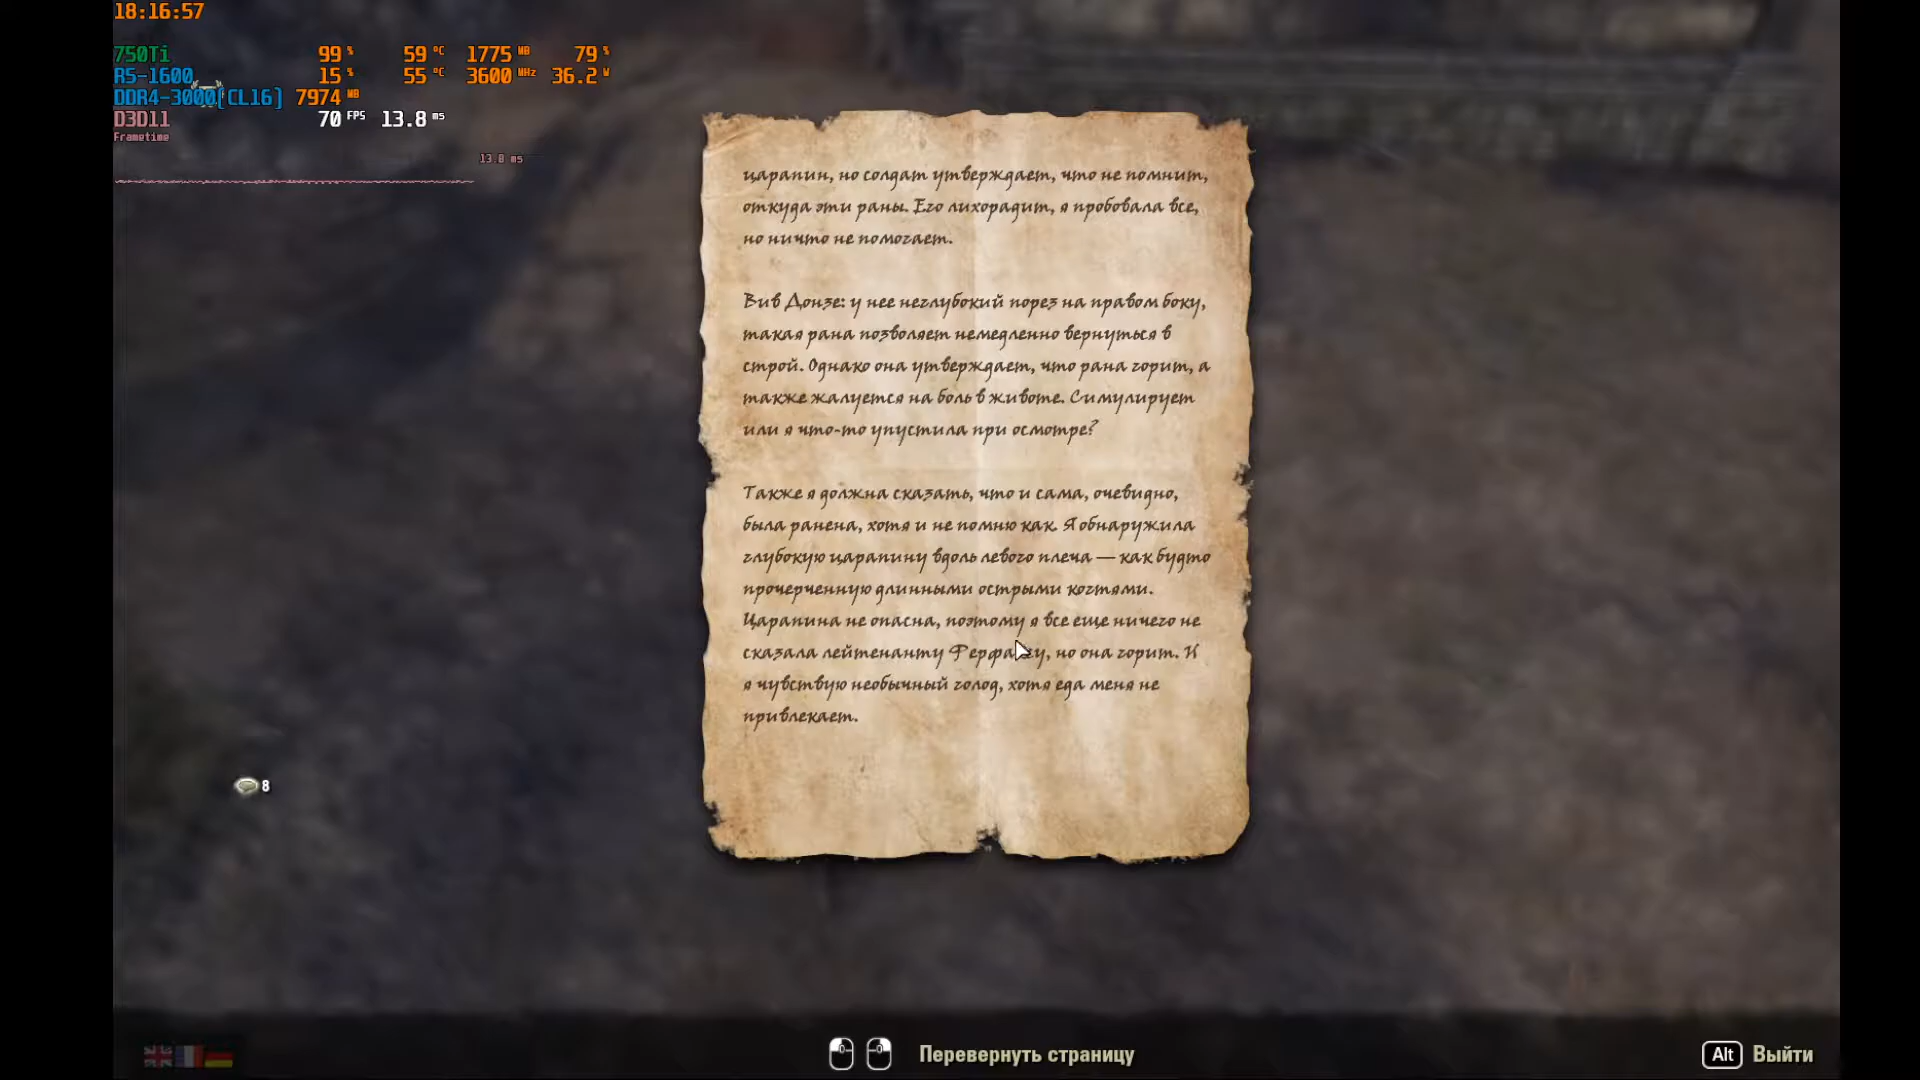 18:16:57
750Ti 99 % 59 °C 1775 MB 79 %
R5-1600 15 % 55 °C 3600 MHz 36.2 W
DDR4-3000[CL16] 7974 MB
D3D11 70 FPS 13.8 ms
Frametime
13.8 ms
царапин, но солдат утверждает, что не помнит,
откуда эти раны. Его лихорадит, я пробовала все,
но ничто не помогает.
Вив Донзе: у нее неглубокий порез на правом боку,
такая рана позволяет немедленно вернуться в
строй. Однако она утверждает, что рана горит, а
также жалуется на боль в животе. Симулирует
или я что-то упустила при осмотре?
Также я должна сказать, что и сама, очевидно,
была ранена, хотя и не помню как. Я обнаружила
глубокую царапину вдоль левого плеча — как будто
прочерченную длинными острыми когтями.
Царапина не опасна, поэтому я все еще ничего не
сказала лейтенанту но она горит. И
я чувствую необычный голод, хотя еда меня не
привлекает.
8
Перевернуть страницу
Alt Выйти